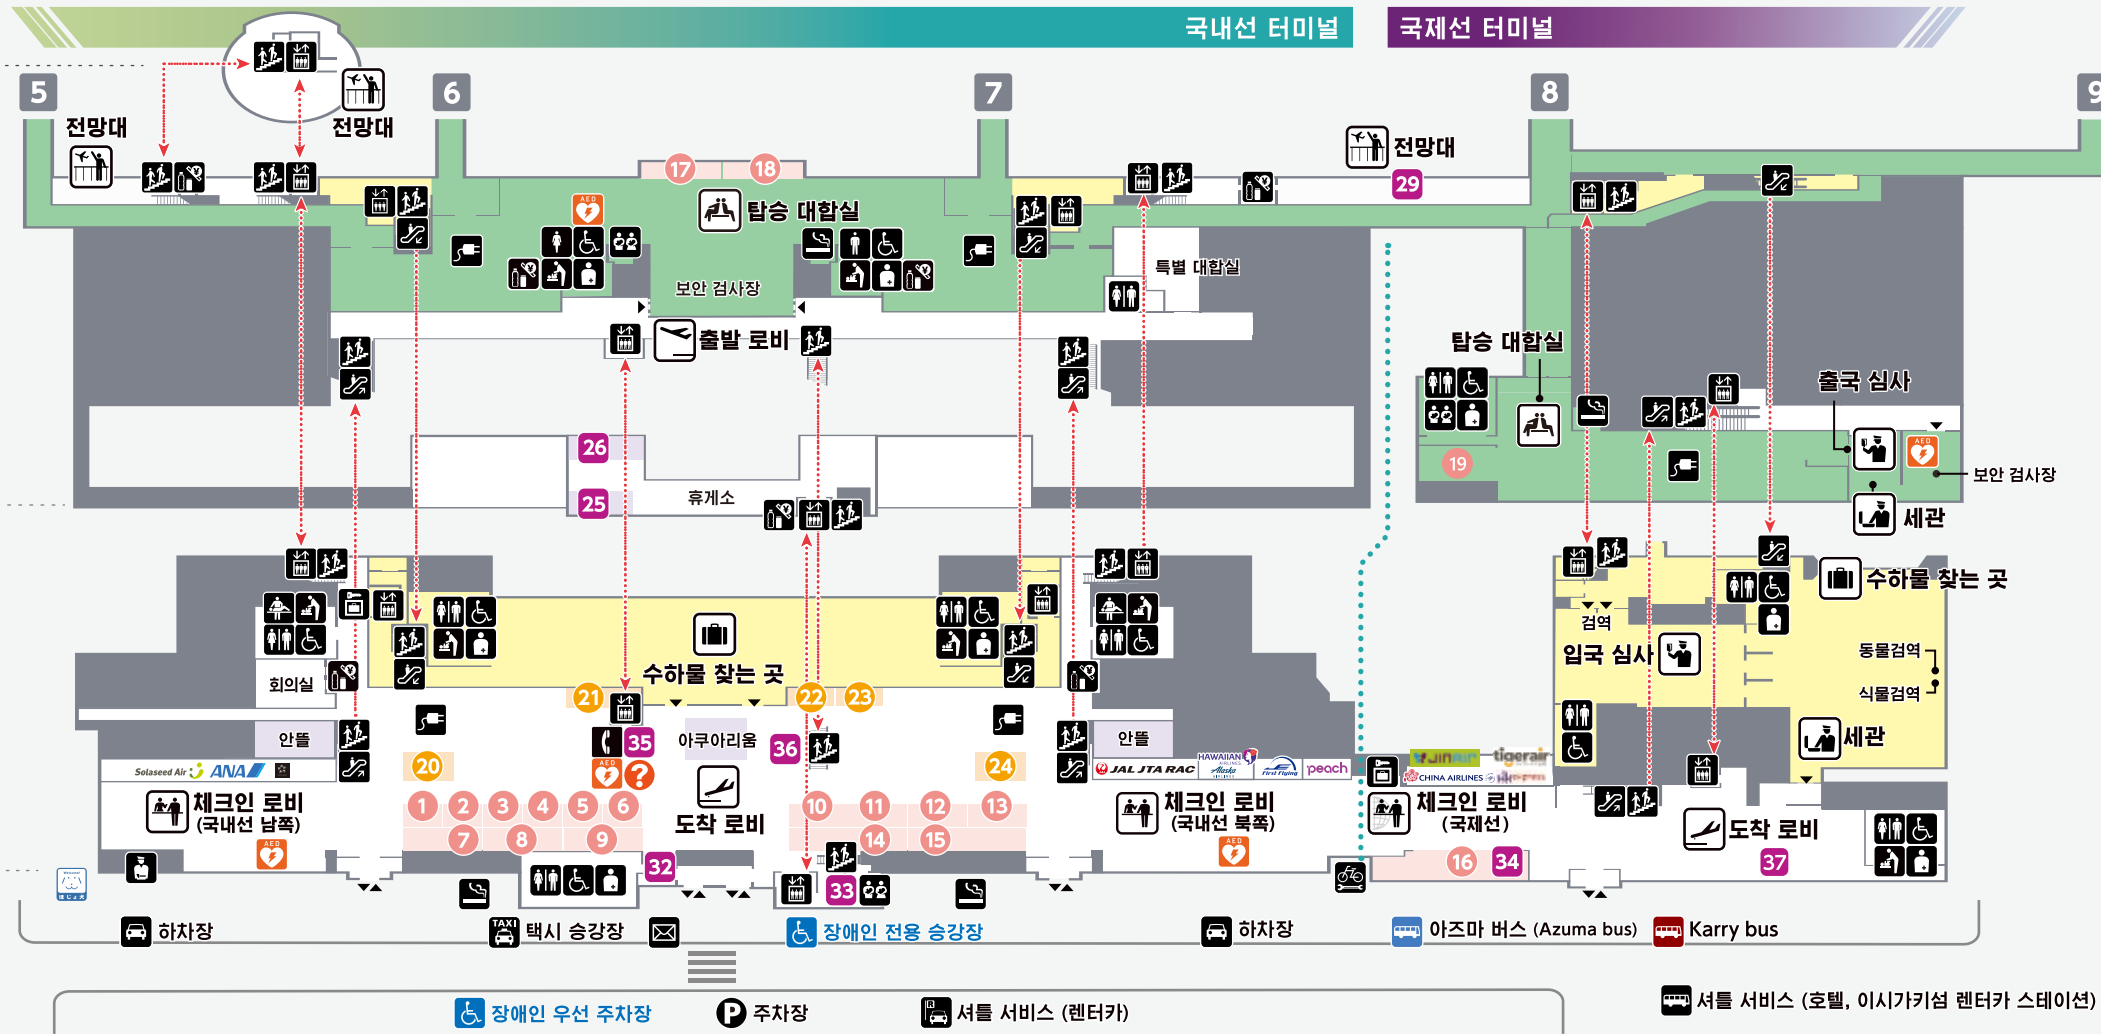 국내선 터미널
국제선 터미널
5
6
7
8
9
전망대
전망대
전망대
17
18
29
AED
탑승 대합실
보안 검사장
특별 대합실
출발 로비
탑승 대합실
출국 심사
19
AED
보안 검사장
세관
26
25
휴게소
수하물 찾는 곳
검역
입국 심사
동물검역
식물검역
세관
회의실
수하물 찾는 곳
21
22
23
안뜰
35
아쿠아리움
36
안뜰
AED
?
20
24
Solaseed Air
ANA
JAL JTA RAC
HAWAIIAN AIRLINES
Alaska
First Flying
peach
JINAIR
tigerair
CHINA AIRLINES
체크인 로비
(국내선 남쪽)
AED
1
2
3
4
5
6
7
8
9
도착 로비
10
11
12
13
14
15
체크인 로비
(국내선 북쪽)
AED
체크인 로비
(국제선)
16
34
도착 로비
37
32
33
하차장
TAXI
택시 승강장
장애인 전용 승강장
하차장
아즈마 버스 (Azuma bus)
Karry bus
장애인 우선 주차장
P
주차장
R
셔틀 서비스 (렌터카)
셔틀 서비스 (호텔, 이시가키섬 렌터카 스테이션)